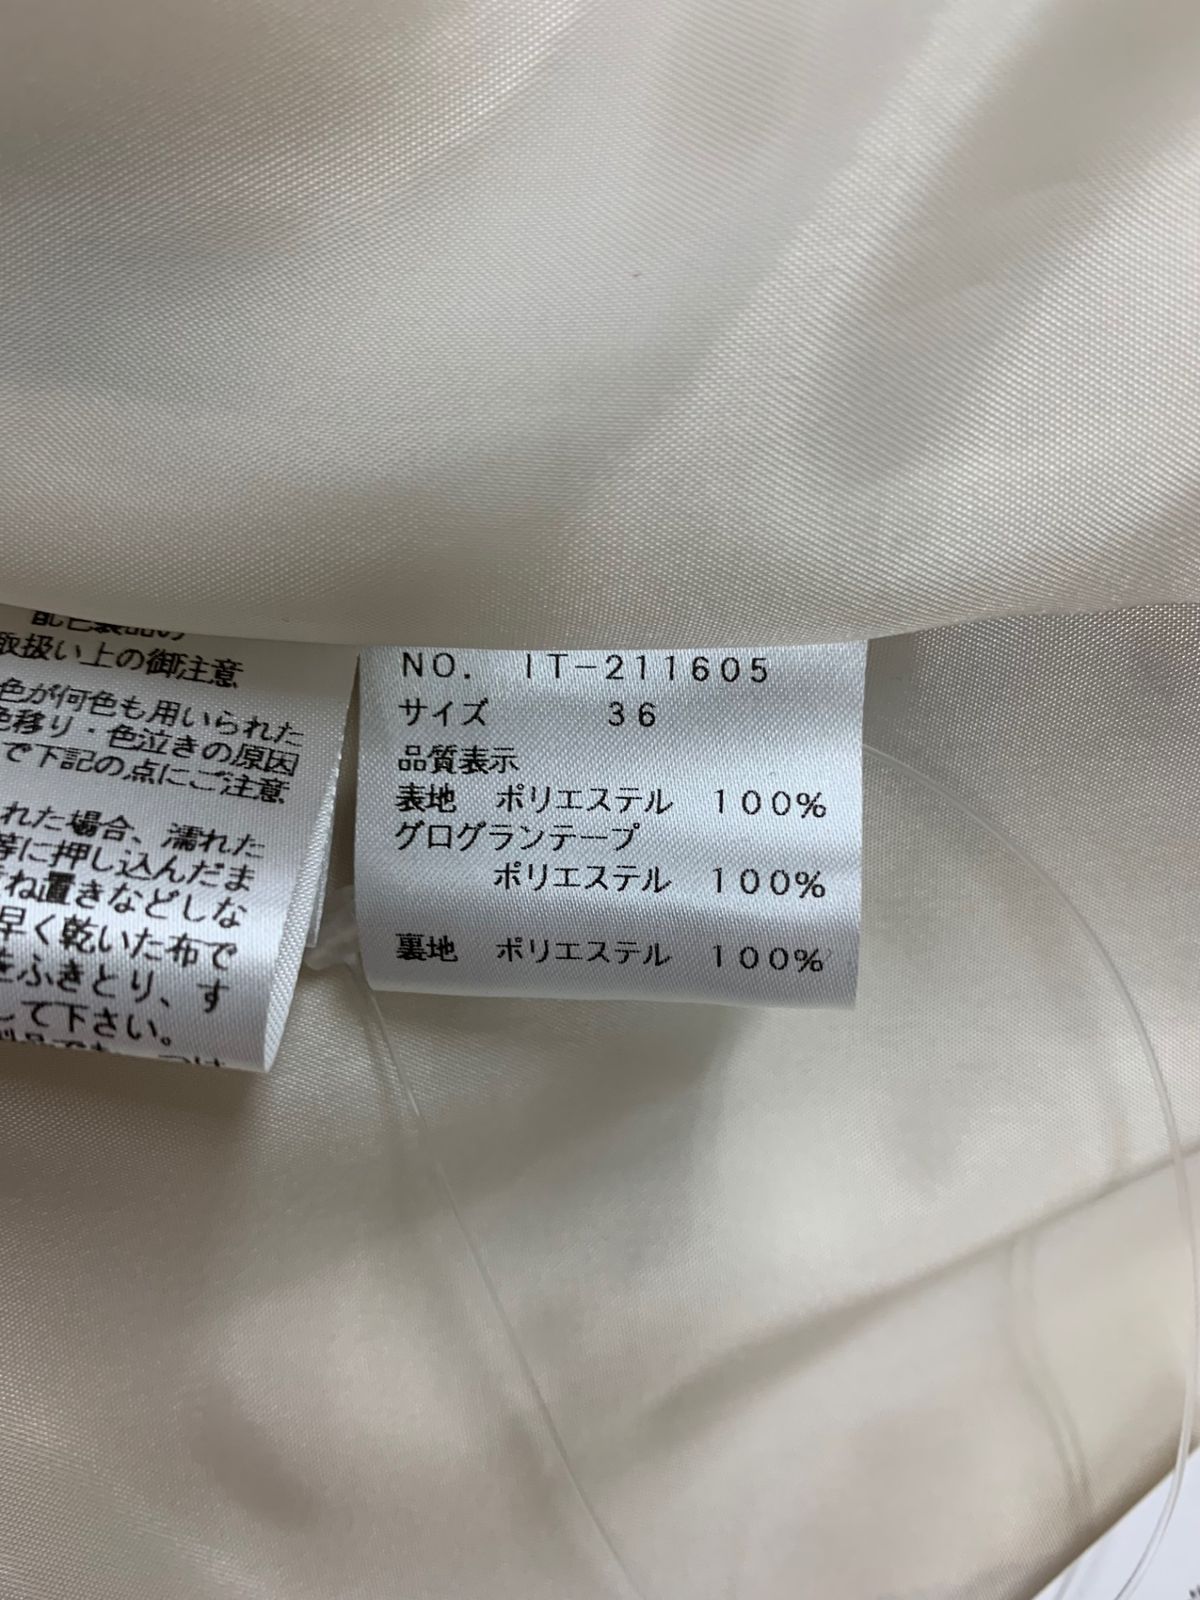 配色製品の
取扱い上の御注意
色が何色も用いられた
色移り・色泣きの原因
で下記の点にご注意
れた場合、濡れた
等に押し込んだま
ね置きなどしな
早く乾いた布で
をふきとり、す
して下さい。
NO. IT-211605
サイズ 36
品質表示
表地 ポリエステル 100%
グログランテープ
ポリエステル 100%
裏地 ポリエステル 100%